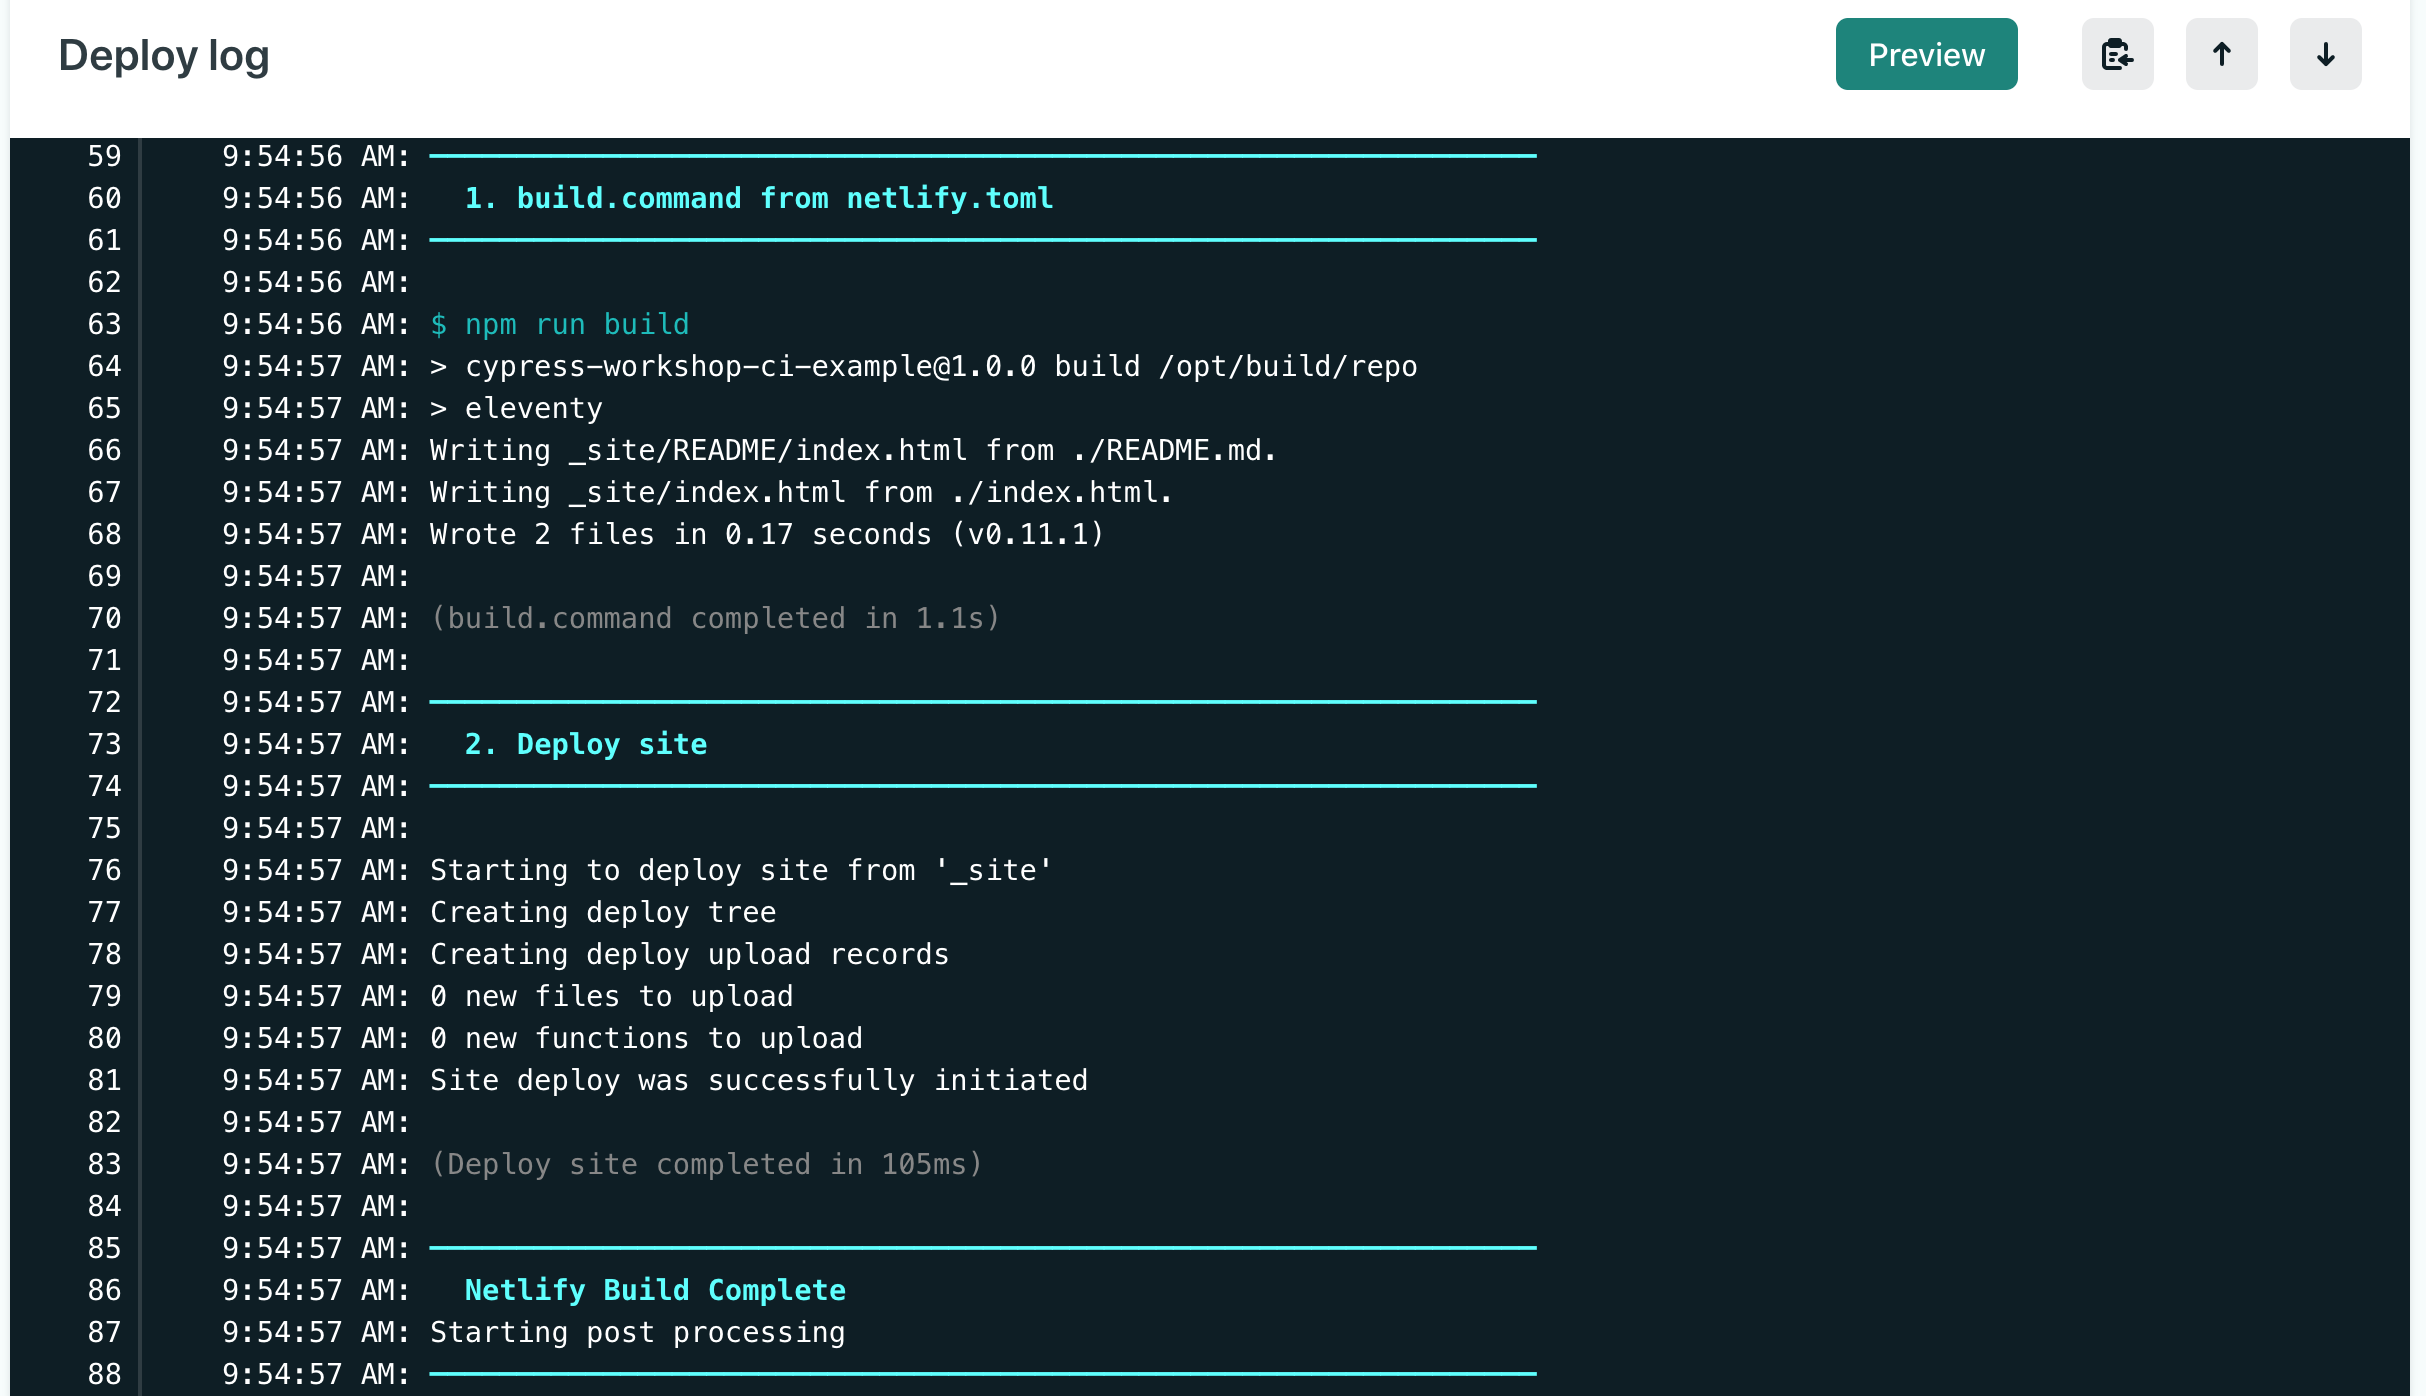 Deploy log
Preview
59 9:54:56 AM: ────────────────────────────────────────────────────────────────
60 9:54:56 AM:   1. build.command from netlify.toml
61 9:54:56 AM: ────────────────────────────────────────────────────────────────
62 9:54:56 AM:
63 9:54:56 AM: $ npm run build
64 9:54:57 AM: > cypress-workshop-ci-example@1.0.0 build /opt/build/repo
65 9:54:57 AM: > eleventy
66 9:54:57 AM: Writing _site/README/index.html from ./README.md.
67 9:54:57 AM: Writing _site/index.html from ./index.html.
68 9:54:57 AM: Wrote 2 files in 0.17 seconds (v0.11.1)
69 9:54:57 AM:
70 9:54:57 AM: (build.command completed in 1.1s)
71 9:54:57 AM:
72 9:54:57 AM: ────────────────────────────────────────────────────────────────
73 9:54:57 AM:   2. Deploy site
74 9:54:57 AM: ────────────────────────────────────────────────────────────────
75 9:54:57 AM:
76 9:54:57 AM: Starting to deploy site from '_site'
77 9:54:57 AM: Creating deploy tree
78 9:54:57 AM: Creating deploy upload records
79 9:54:57 AM: 0 new files to upload
80 9:54:57 AM: 0 new functions to upload
81 9:54:57 AM: Site deploy was successfully initiated
82 9:54:57 AM:
83 9:54:57 AM: (Deploy site completed in 105ms)
84 9:54:57 AM:
85 9:54:57 AM: ────────────────────────────────────────────────────────────────
86 9:54:57 AM:   Netlify Build Complete
87 9:54:57 AM: Starting post processing
88 9:54:57 AM: ────────────────────────────────────────────────────────────────